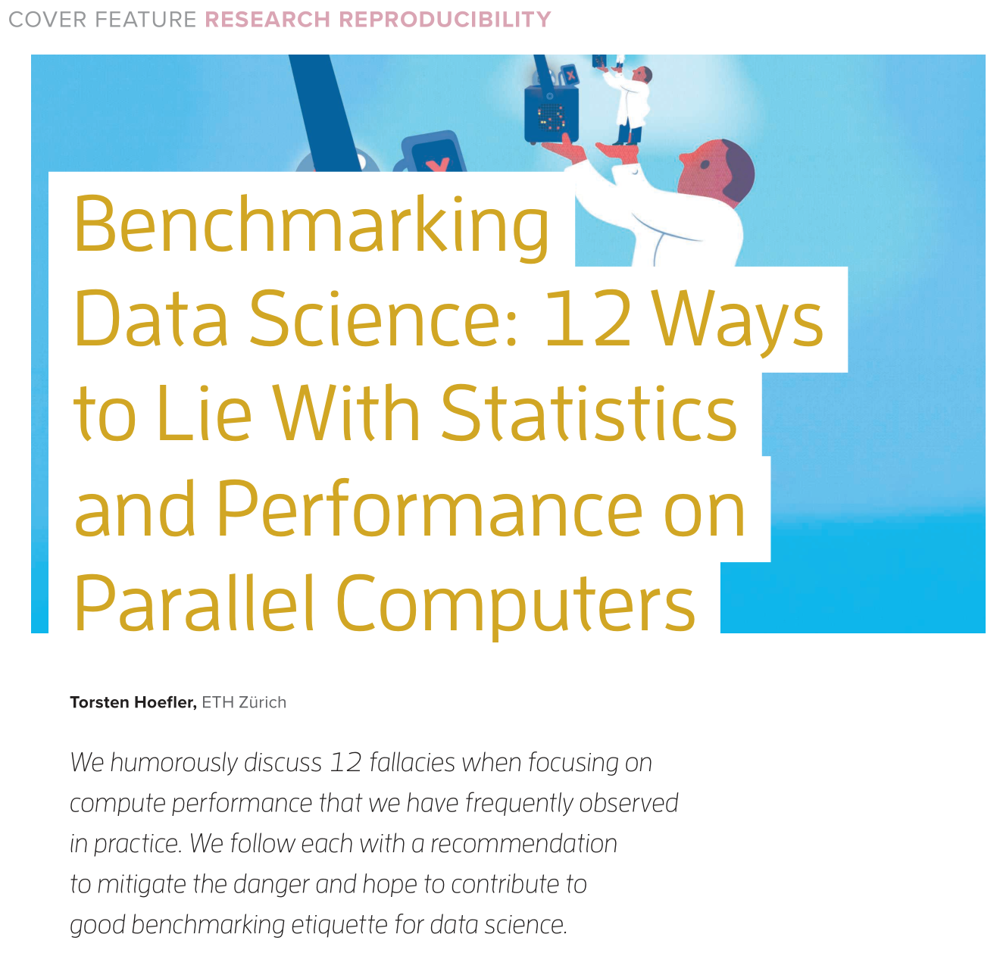 COVER FEATURE RESEARCH REPRODUCIBILITY
Benchmarking
Data Science: 12 Ways
to Lie With Statistics
and Performance on
Parallel Computers
Torsten Hoefler, ETH Zürich
We humorously discuss 12 fallacies when focusing on
compute performance that we have frequently observed
in practice. We follow each with a recommendation
to mitigate the danger and hope to contribute to
good benchmarking etiquette for data science.